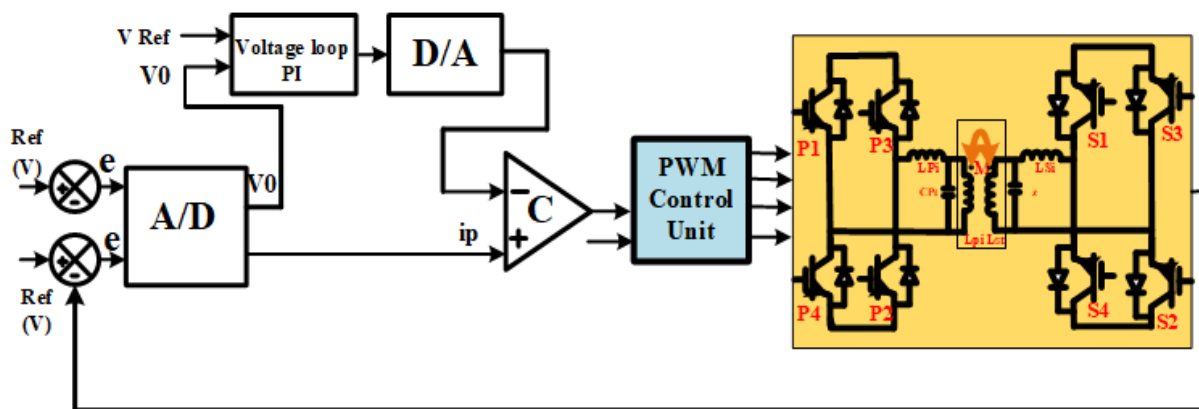 V Ref
V0
Voltage loop
PI
D/A
Ref
(V)
e
A/D
V0
e
Ref
(V)
ip
C
PWM
Control
Unit
P1
P3
P4
P2
LPi
CPi
M
LSi
Lpi
S1
S3
S4
S2